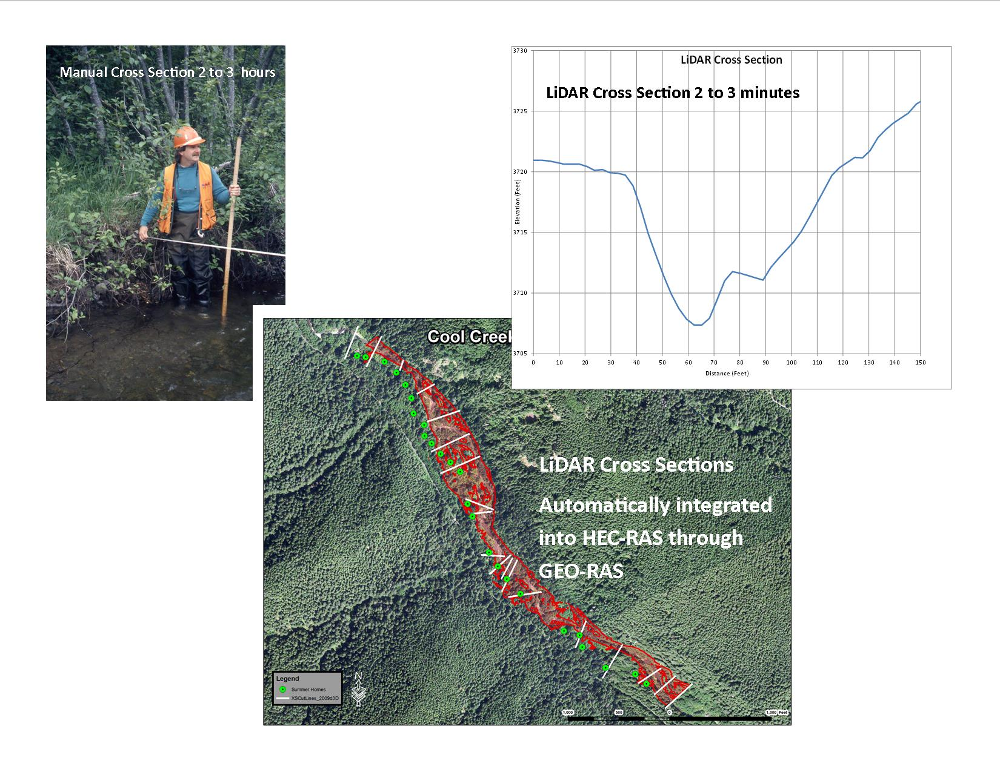 Manual Cross Section 2 to 3 hours
3730
LiDAR Cross Section
LiDAR Cross Section 2 to 3 minutes
3725
3720
Elevation (Feet)
3715
3710
3705
0 10 20 30 40 50 60 70 80 90 100 110 120 130 140 150
Distance (Feet)
Cool Creek
LiDAR Cross Sections
Automatically integrated
into HEC-RAS through
GEO-RAS
Legend
Summer Homes
XSCutLines_2009d3D
N
1,000 500 0 1,000 Feet